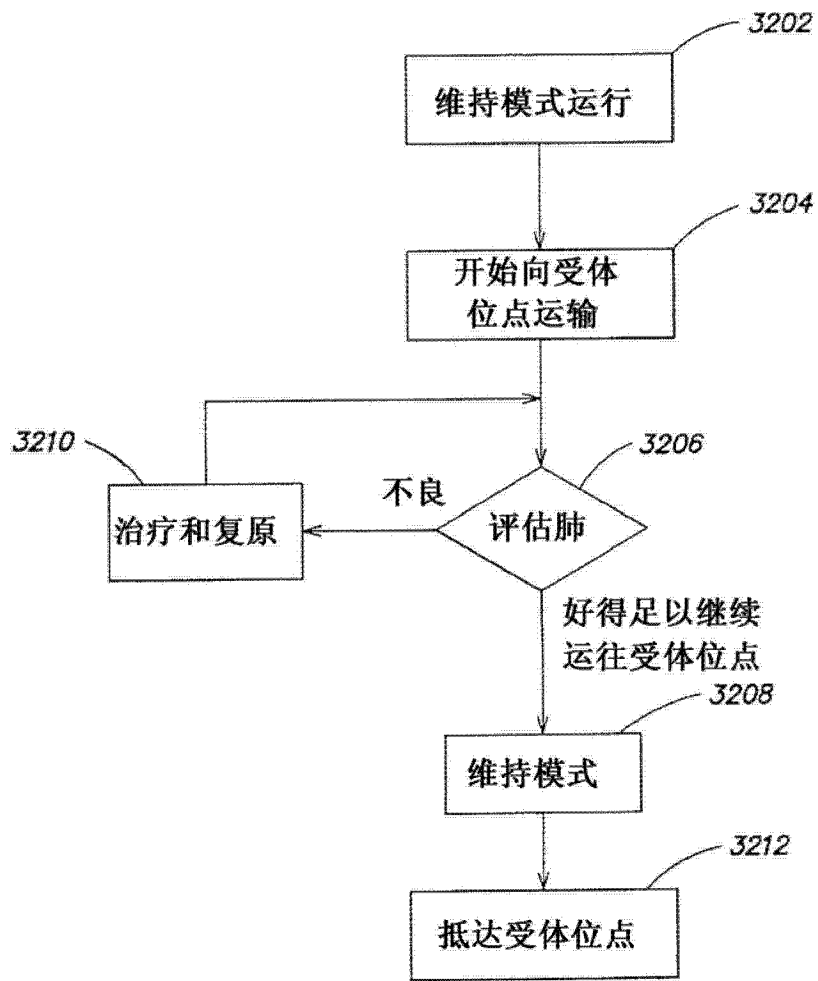 3202
维持模式运行
3204
开始向受体
位点运输
3210
3206
不良
治疗和复原
评估肺
好得足以继续
运往受体位点
3208
维持模式
3212
抵达受体位点